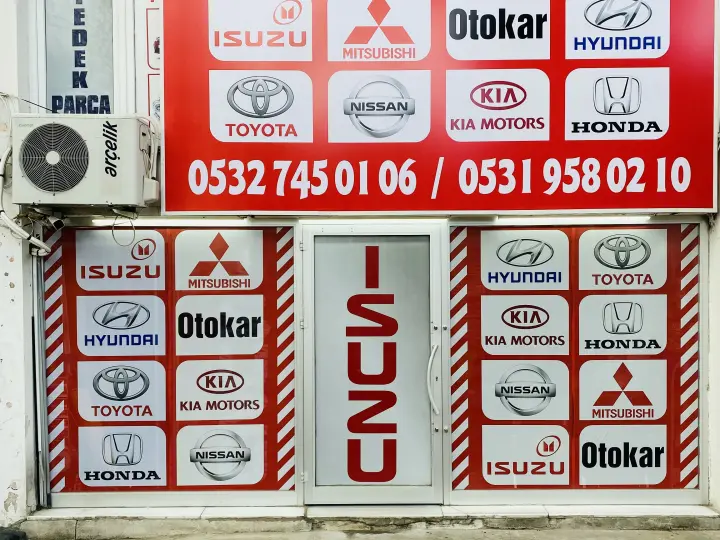 YEDEK
PARÇA
arçelik
ISUZU
MITSUBISHI
Otokar
HYUNDAI
TOYOTA
NISSAN
KIA
KIA MOTORS
HONDA
0532 745 01 06 / 0531 958 02 10
ISUZU
MITSUBISHI
HYUNDAI
Otokar
TOYOTA
KIA
KIA MOTORS
HONDA
NISSAN
ISUZU
HYUNDAI
TOYOTA
KIA
KIA MOTORS
HONDA
NISSAN
MITSUBISHI
ISUZU
Otokar